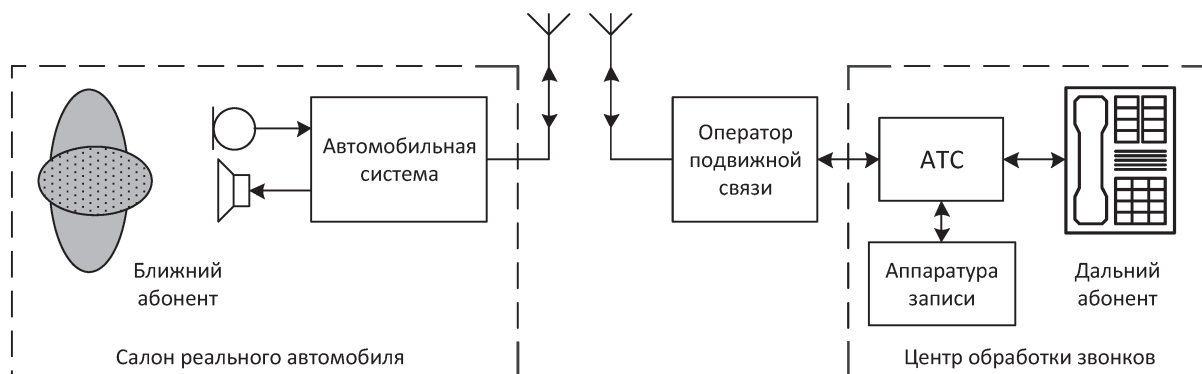 Автомобильная
система
Ближний
абонент
Салон реального автомобиля
Оператор
подвижной
связи
АТС
Аппаратура
записи
Дальний
абонент
Центр обработки звонков